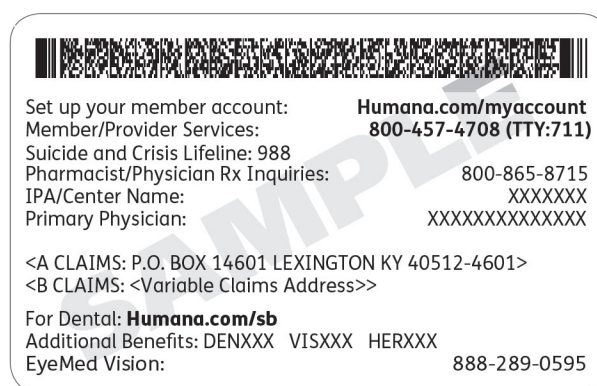 Set up your member account: Humana.com/myaccount
Member/Provider Services: 800-457-4708 (TTY:711)
Suicide and Crisis Lifeline: 988
Pharmacist/Physician Rx Inquiries: 800-865-8715
IPA/Center Name: XXXXXXX
Primary Physician: XXXXXXXXXXXXXX
<A CLAIMS: P.O. BOX 14601 LEXINGTON KY 40512-4601>
<B CLAIMS: <Variable Claims Address>>
For Dental: Humana.com/sb
Additional Benefits: DENXXX VISXXX HERXXX
EyeMed Vision: 888-289-0595
SAMPLE